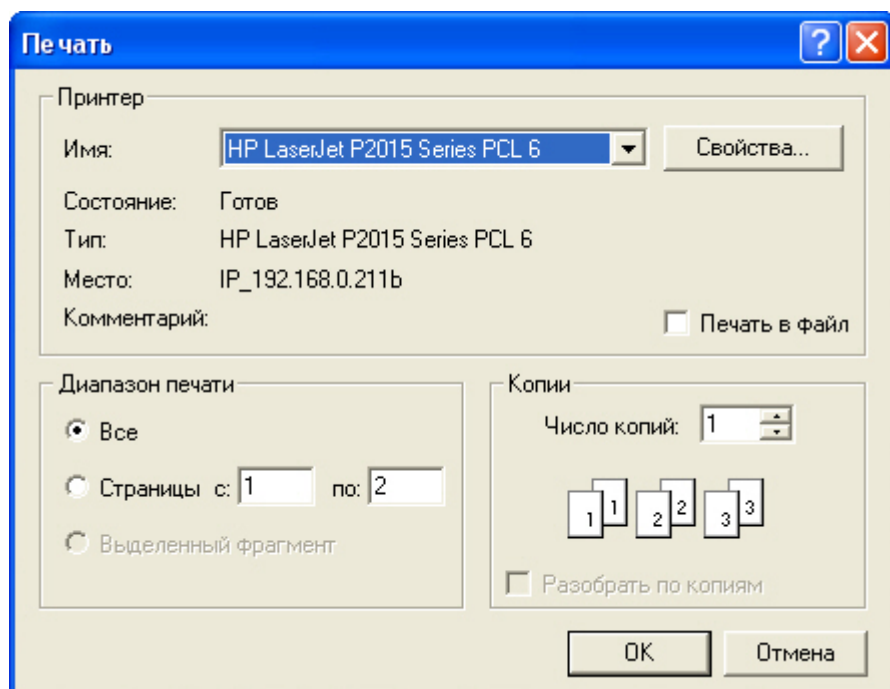 Печать
Принтер
Имя: HP LaserJet P2015 Series PCL 6 Свойства...
Состояние: Готов
Тип: HP LaserJet P2015 Series PCL 6
Место: IP_192.168.0.211b
Комментарий: Печать в файл
Диапазон печати
Все
Страницы с: 1 по: 2
Выделенный фрагмент
Копии
Число копий: 1
1 1 2 2 3 3
Разобрать по копиям
OK Отмена